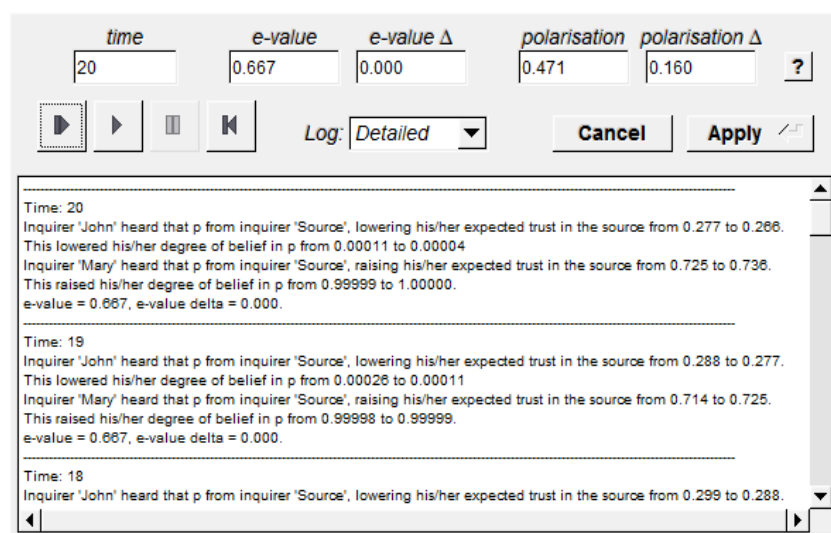 time e-value e-value Δ polarisation polarisation Δ
20 0.667 0.000 0.471 0.160 ?
Log: Detailed Cancel Apply
Time: 20
Inquirer 'John' heard that p from inquirer 'Source', lowering his/her expected trust in the source from 0.277 to 0.266.
This lowered his/her degree of belief in p from 0.00011 to 0.00004
Inquirer 'Mary' heard that p from inquirer 'Source', raising his/her expected trust in the source from 0.725 to 0.736.
This raised his/her degree of belief in p from 0.99999 to 1.00000.
e-value = 0.667, e-value delta = 0.000.
Time: 19
Inquirer 'John' heard that p from inquirer 'Source', lowering his/her expected trust in the source from 0.288 to 0.277.
This lowered his/her degree of belief in p from 0.00026 to 0.00011
Inquirer 'Mary' heard that p from inquirer 'Source', raising his/her expected trust in the source from 0.714 to 0.725.
This raised his/her degree of belief in p from 0.99998 to 0.99999.
e-value = 0.667, e-value delta = 0.000.
Time: 18
Inquirer 'John' heard that p from inquirer 'Source', lowering his/her expected trust in the source from 0.299 to 0.288.